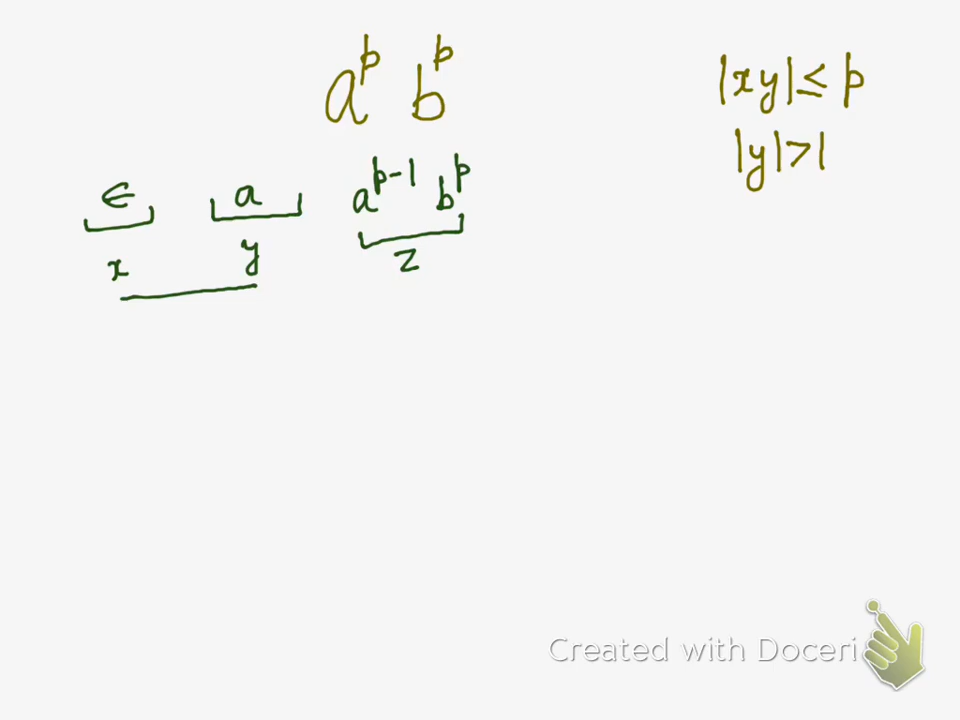 a^p b^p
|xy| ≤ p
|y| > 1
ϵ a a^{p-1} b^p
x y z
Created with Doceri